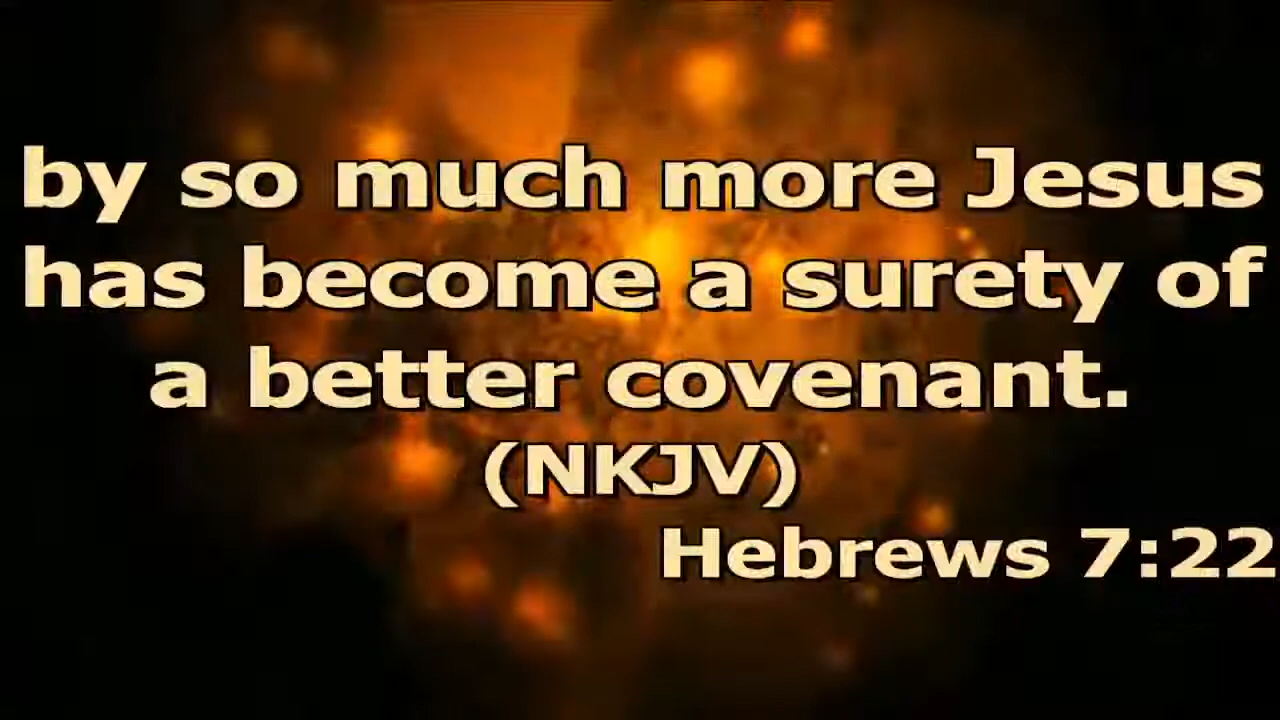 by so much more Jesus
has become a surety of
a better covenant.
(NKJV)
Hebrews 7:22